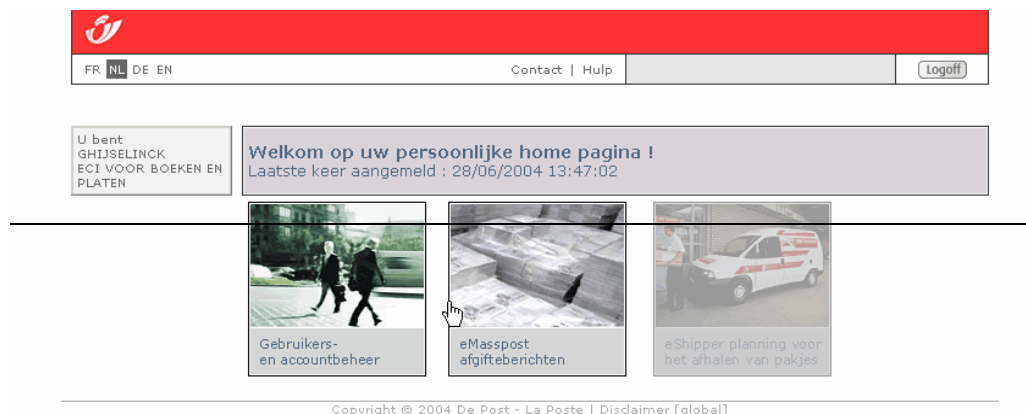 FR NL DE EN
Contact | Hulp
Logoff
U bent
GHIJSELINCK
ECI VOOR BOEKEN EN
PLATEN
Welkom op uw persoonlijke home pagina !
Laatste keer aangemeld : 28/06/2004 13:47:02
Gebruikers-
en accountbeheer
eMasspost
afgifteberichten
eShipper planning voor
het afhalen van pakjes
Copyright © 2004 De Post - La Poste | Disclaimer [global]